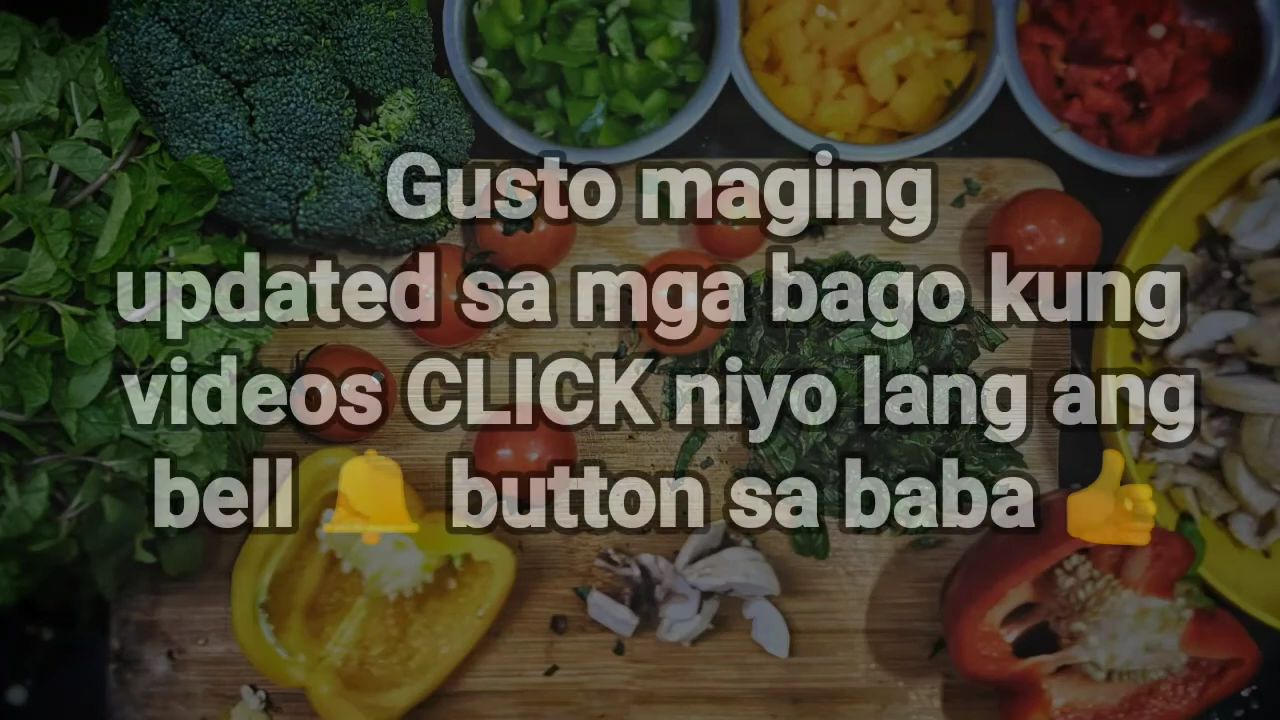 Gusto maging
updated sa mga bago kung
videos CLICK niyo lang ang
bell 🔔 button sa baba 👍